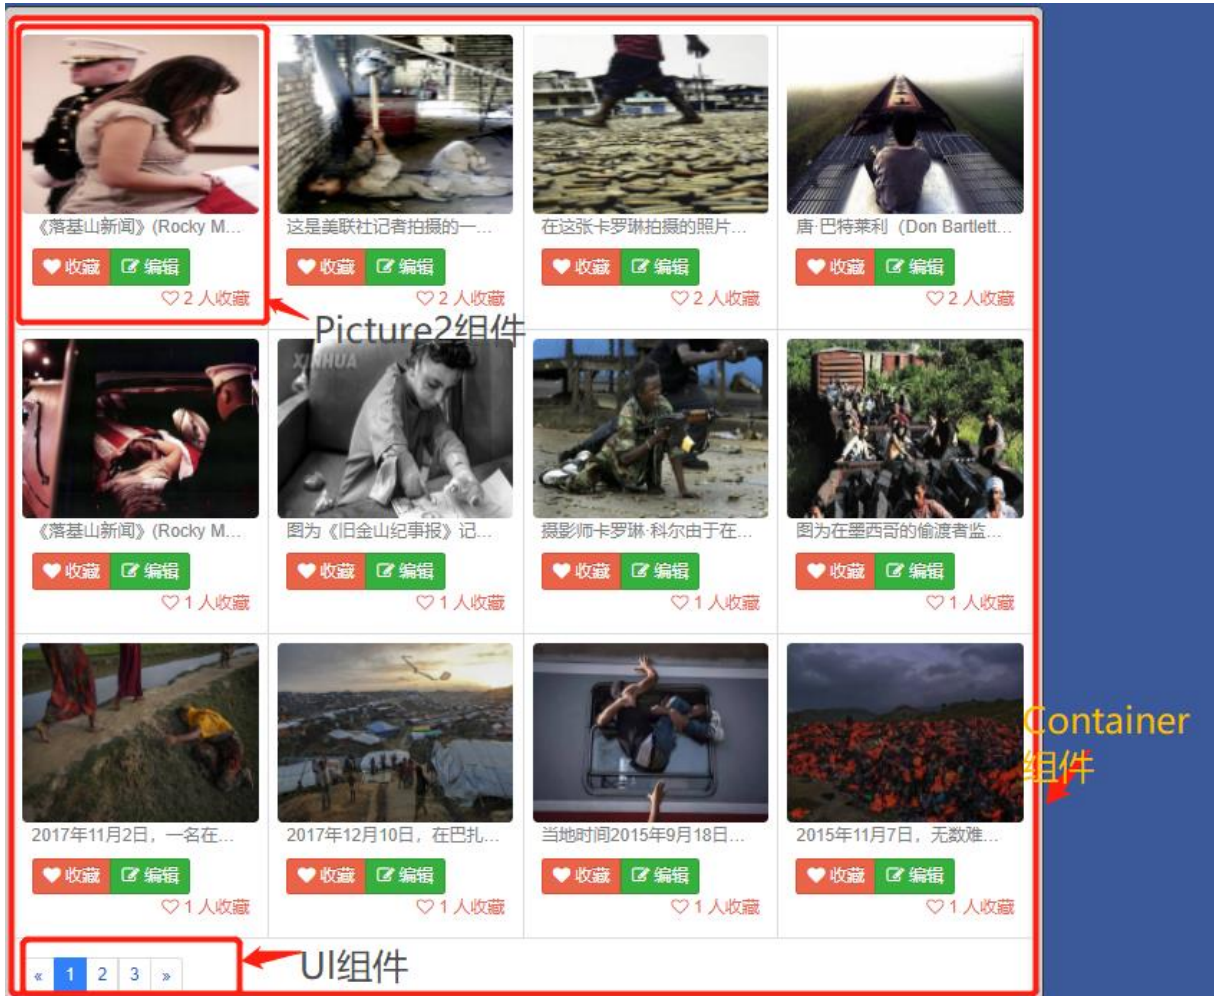 《落基山新闻》(Rocky M...
这是美联社记者拍摄的一...
在这张卡罗琳拍摄的照片...
唐·巴特莱利（Don Bartlett...
收藏 编辑
收藏 编辑
收藏 编辑
收藏 编辑
2 人收藏
2 人收藏
2 人收藏
2 人收藏
Picture2组件
XINHUA
《落基山新闻》(Rocky M...
图为《旧金山纪事报》记...
摄影师卡罗琳·科尔由于在...
图为在墨西哥的偷渡者监...
收藏 编辑
收藏 编辑
收藏 编辑
收藏 编辑
1 人收藏
1 人收藏
1 人收藏
1 人收藏
Container
组件
2017年11月2日，一名在...
2017年12月10日，在巴扎...
当地时间2015年9月18日...
2015年11月7日，无数难...
收藏 编辑
收藏 编辑
收藏 编辑
收藏 编辑
1 人收藏
1 人收藏
1 人收藏
1 人收藏
UI组件
« 1 2 3 »